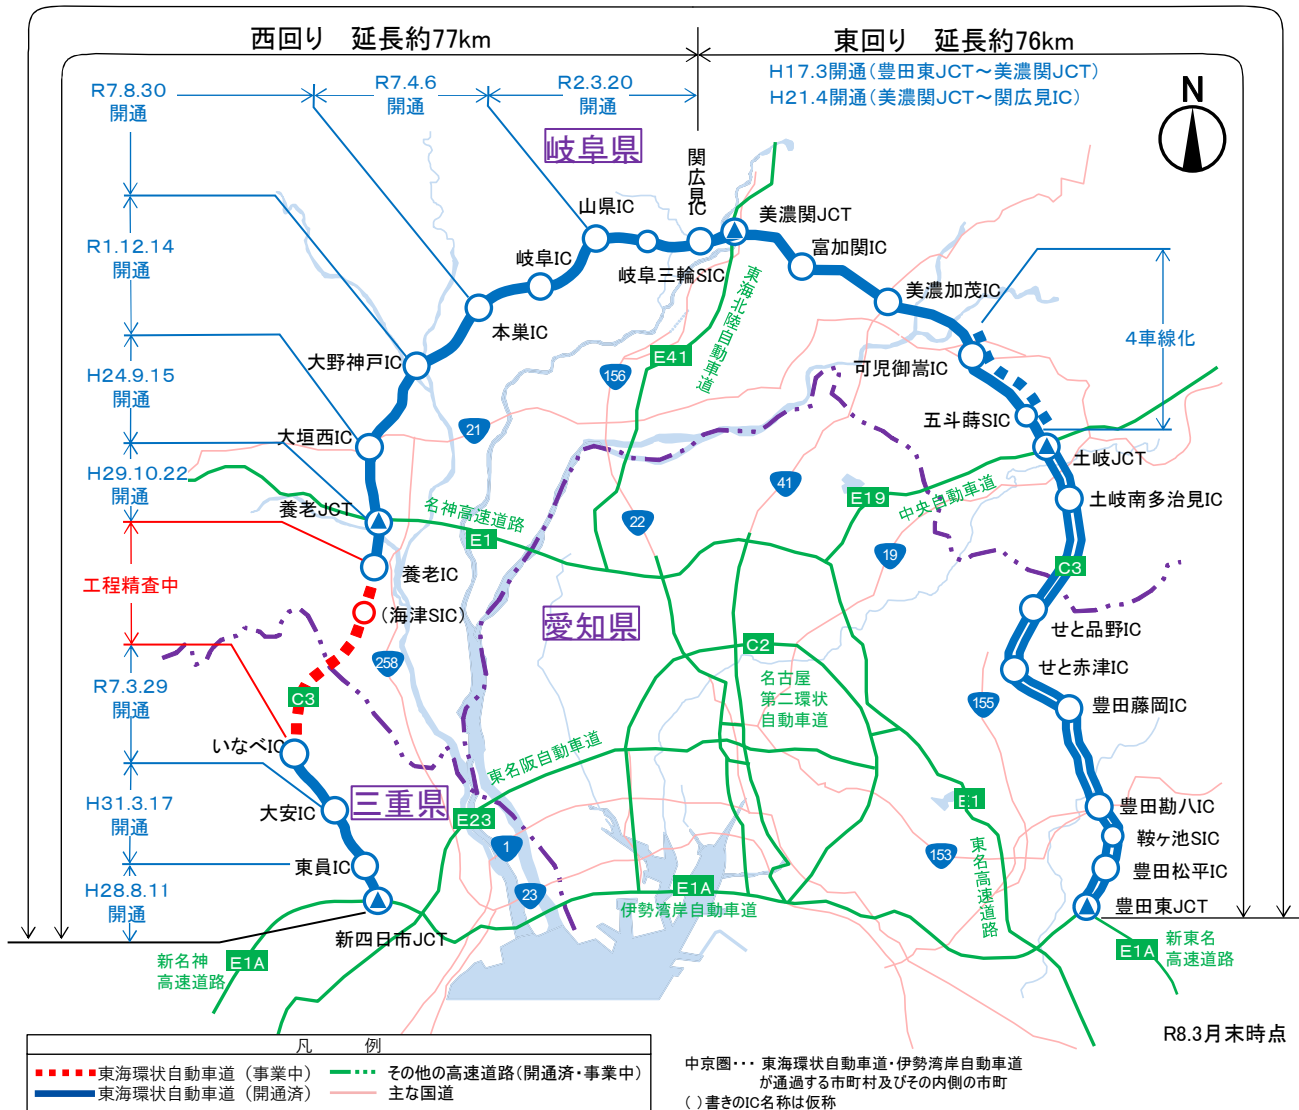 西回り　延長約77km
東回り　延長約76km
H17.3開通(豊田東JCT～美濃関JCT)
H21.4開通(美濃関JCT～関広見IC)
R7.8.30
開通
R7.4.6
開通
R2.3.20
開通
N
岐阜県
関広見IC
山県IC
美濃関JCT
岐阜IC
岐阜三輪SIC
富加関IC
R1.12.14
開通
東海北陸自動車道
美濃加茂IC
本巣IC
4車線化
大野神戸IC
E41
156
可児御嵩IC
H24.9.15
開通
五斗蒔SIC
大垣西IC
21
土岐JCT
H29.10.22
開通
41
E19
中央自動車道
土岐南多治見IC
養老JCT
名神高速道路
E1
22
19
養老IC
C3
工程精査中
(海津SIC)
愛知県
せと品野IC
C2
258
せと赤津IC
名古屋
第二環状
自動車道
R7.3.29
開通
C3
155
豊田藤岡IC
いなべIC
東名阪自動車道
三重県
E1
H31.3.17
開通
大安IC
E23
豊田勘八IC
鞍ヶ池SIC
東名高速道路
1
153
東員IC
豊田松平IC
H28.8.11
開通
23
E1A
伊勢湾岸自動車道
豊田東JCT
新四日市JCT
新名神
高速道路
E1A
E1A
新東名
高速道路
R8.3月末時点
凡　例
東海環状自動車道（事業中）
その他の高速道路(開通済・事業中)
東海環状自動車道（開通済）
主な国道
中京圏･･･ 東海環状自動車道・伊勢湾岸自動車道
が通過する市町村及びその内側の市町
( )書きのIC名称は仮称